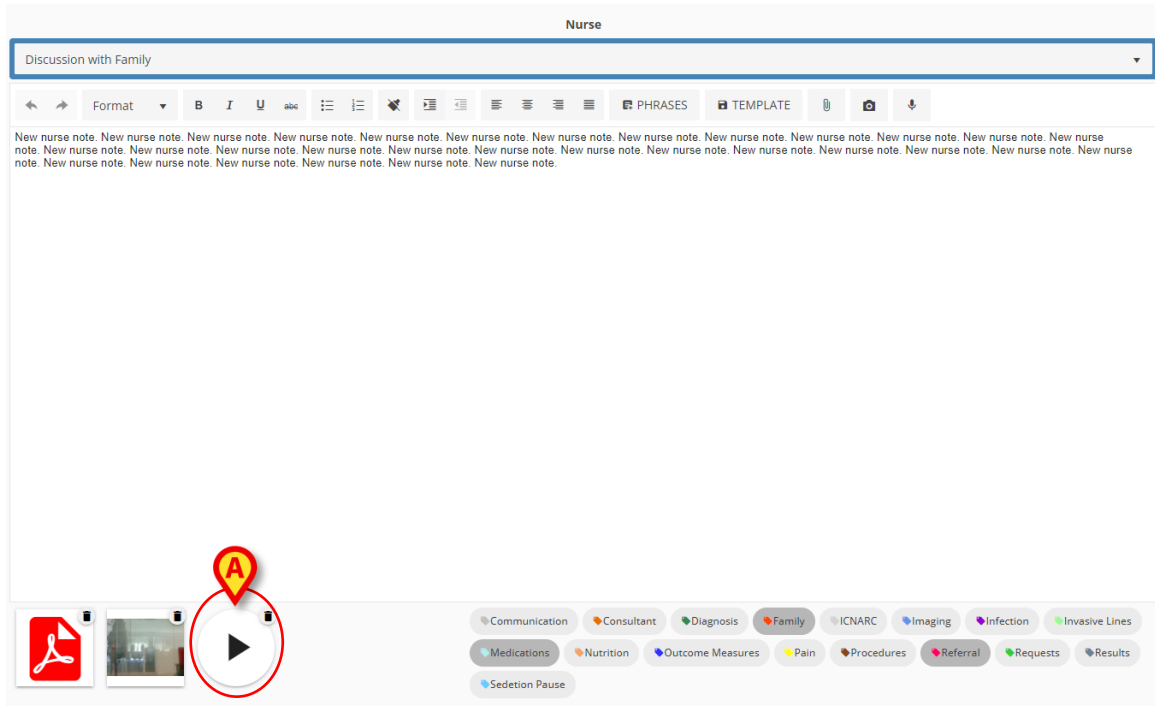 Nurse
Discussion with Family
Format B I U abc PHRASES TEMPLATE
New nurse note. New nurse note. New nurse note. New nurse note. New nurse note. New nurse note. New nurse note. New nurse note. New nurse note. New nurse note. New nurse note. New nurse note. New nurse
note. New nurse note. New nurse note. New nurse note. New nurse note. New nurse note. New nurse note. New nurse note. New nurse note. New nurse note. New nurse note. New nurse note. New nurse note. New nurse
note. New nurse note. New nurse note. New nurse note. New nurse note. New nurse note. New nurse note.
A
Communication Consultant Diagnosis Family ICNARC Imaging Infection Invasive Lines
Medications Nutrition Outcome Measures Pain Procedures Referral Requests Results
Sedetion Pause